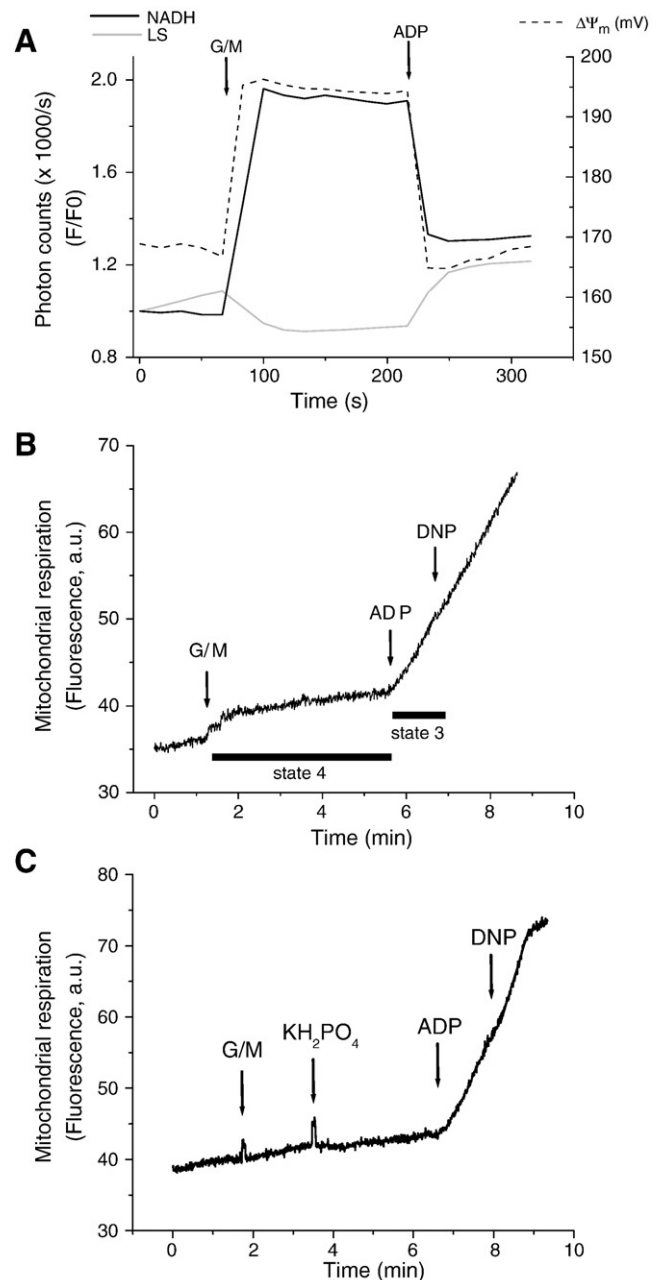 NADH
LS
ΔΨm (mV)
A
G/M
ADP
2.0
1.6
1.2
0.8
200
190
180
170
160
150
Photon counts (x 1000/s)
(F/F0)
0
100
200
300
Time (s)
B
70
60
50
40
30
Mitochondrial respiration
(Fluorescence, a.u.)
G/M
ADP
DNP
state 4
state 3
0
2
4
6
8
10
Time (min)
C
80
70
60
50
40
30
Mitochondrial respiration
(Fluorescence, a.u.)
G/M
KH2PO4
ADP
DNP
0
2
4
6
8
10
Time (min)